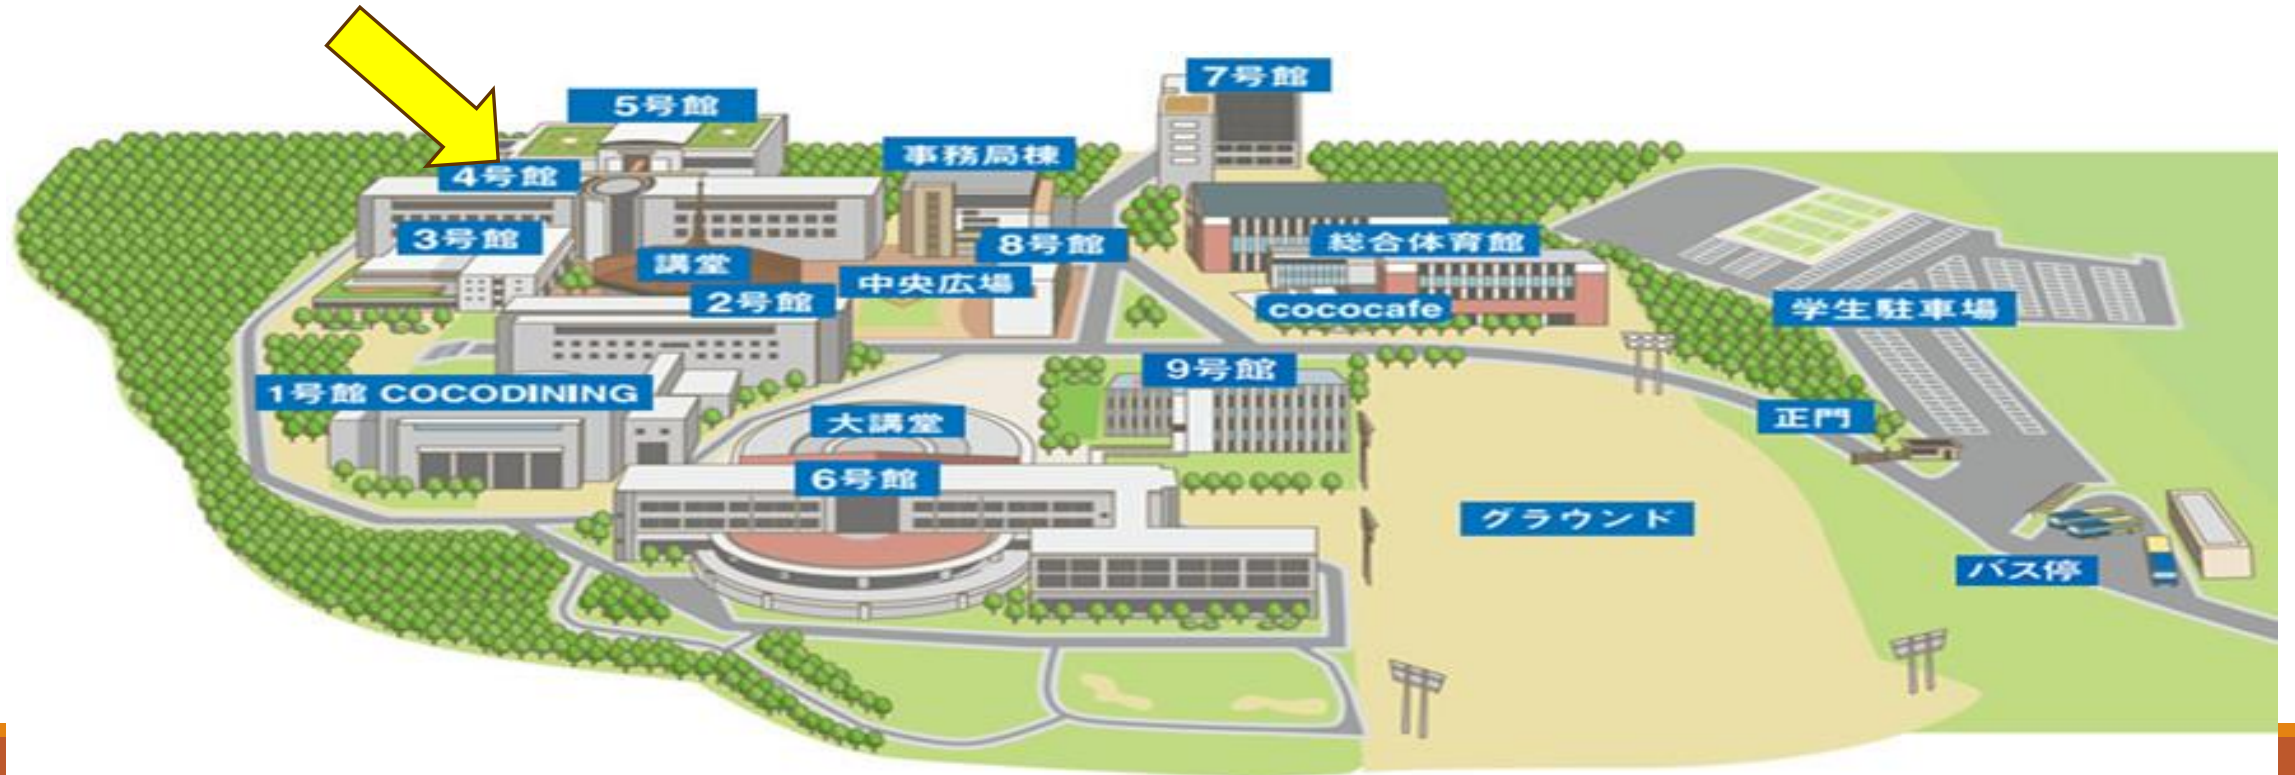 7号館
5号館
事務局棟
4号館
3号館
8号館
総合体育館
講堂
中央広場
2号館
cococafe
学生駐車場
9号館
1号館 COCODINING
大講堂
正門
6号館
グラウンド
バス停